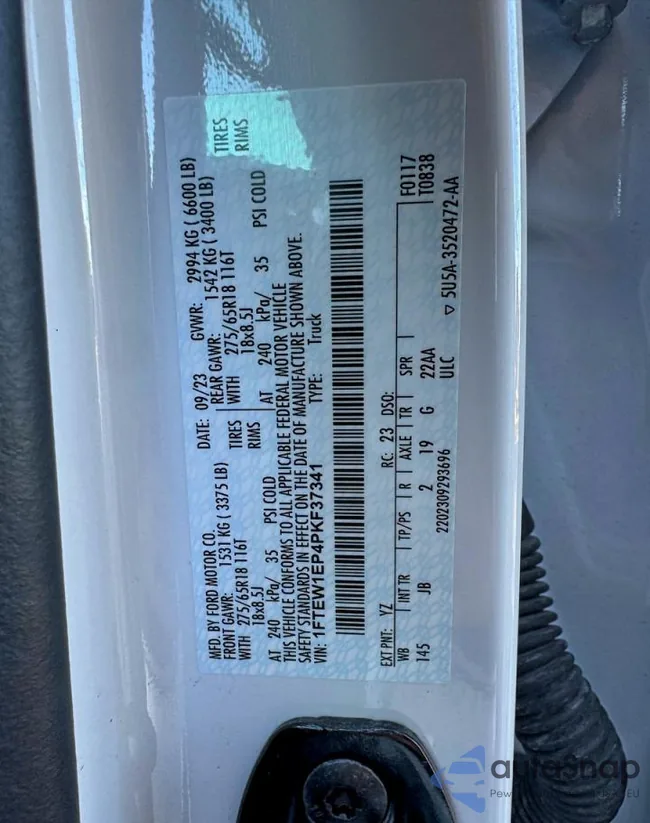 MFD. BY FORD MOTOR CO.
DATE: 09/23 GVWR: 2994 KG ( 6600 LB)
FRONT GAWR: 1531 KG ( 3375 LB) REAR GAWR: 1542 KG ( 3400 LB)
WITH 275/65R18 116T TIRES WITH 275/65R18 116T TIRES
18x8.5J RIMS 18x8.5J RIMS
AT 240 kPa/ 35 PSI COLD AT 240 kPa/ 35 PSI COLD
THIS VEHICLE CONFORMS TO ALL APPLICABLE FEDERAL MOTOR VEHICLE
SAFETY STANDARDS IN EFFECT ON THE DATE OF MANUFACTURE SHOWN ABOVE.
VIN: 1FTEW1EP4PKF37341 TYPE: Truck
EXT PNT: YZ RC: 23 DSO: F0117
WB INT TR TP/PS R AXLE TR SPR T0838
145 JB 2 19 G 22AA
2202309293696 ULC ▽ 5U5A-3520472-AA
autoSnap